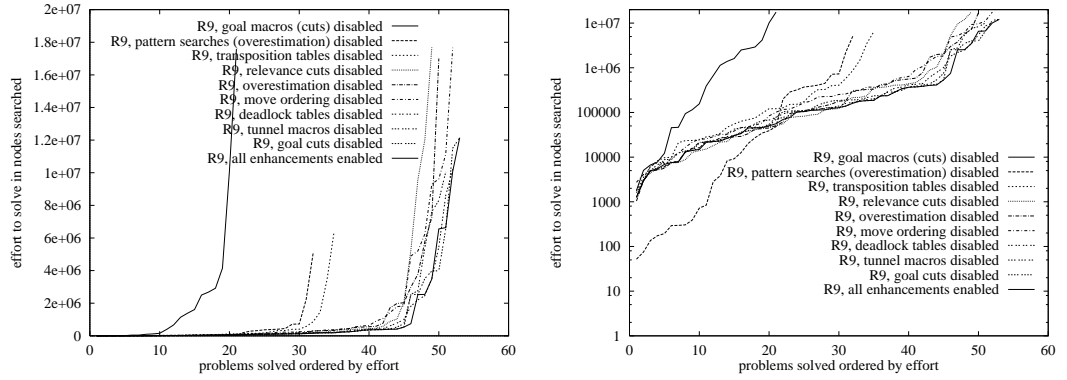 2e+07
1.8e+07
1.6e+07
1.4e+07
1.2e+07
1e+07
8e+06
6e+06
4e+06
2e+06
0
effort to solve in nodes searched
R9, goal macros (cuts) disabled
R9, pattern searches (overestimation) disabled
R9, transposition tables disabled
R9, relevance cuts disabled
R9, overestimation disabled
R9, move ordering disabled
R9, deadlock tables disabled
R9, tunnel macros disabled
R9, goal cuts disabled
R9, all enhancements enabled
0 10 20 30 40 50 60
problems solved ordered by effort
1e+07
1e+06
100000
10000
1000
100
10
1
effort to solve in nodes searched
R9, goal macros (cuts) disabled
R9, pattern searches (overestimation) disabled
R9, transposition tables disabled
R9, relevance cuts disabled
R9, overestimation disabled
R9, move ordering disabled
R9, deadlock tables disabled
R9, tunnel macros disabled
R9, goal cuts disabled
R9, all enhancements enabled
0 10 20 30 40 50 60
problems solved ordered by effort